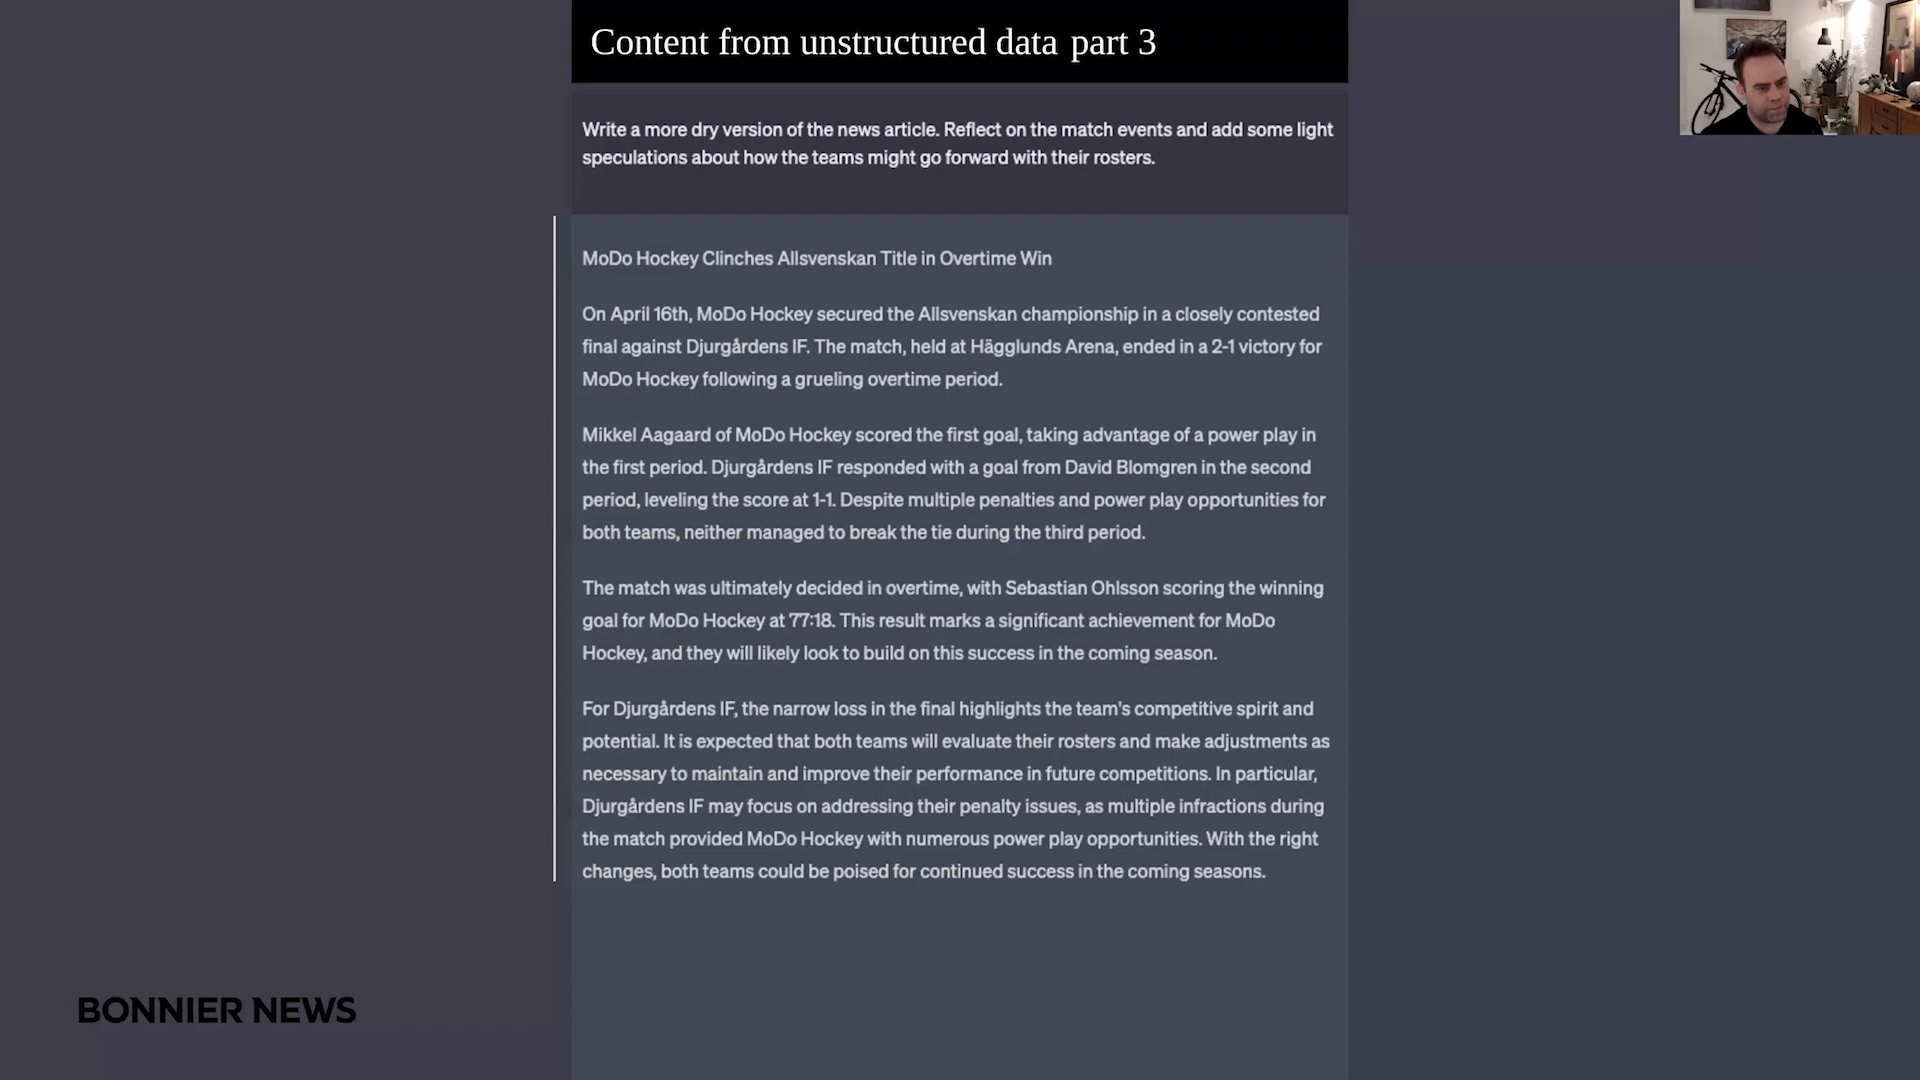 Content from unstructured data part 3
Write a more dry version of the news article. Reflect on the match events and add some light
speculations about how the teams might go forward with their rosters.
MoDo Hockey Clinches Allsvenskan Title in Overtime Win
On April 16th, MoDo Hockey secured the Allsvenskan championship in a closely contested
final against Djurgårdens IF. The match, held at Hägglunds Arena, ended in a 2-1 victory for
MoDo Hockey following a grueling overtime period.
Mikkel Aagaard of MoDo Hockey scored the first goal, taking advantage of a power play in
the first period. Djurgårdens IF responded with a goal from David Blomgren in the second
period, leveling the score at 1-1. Despite multiple penalties and power play opportunities for
both teams, neither managed to break the tie during the third period.
The match was ultimately decided in overtime, with Sebastian Ohlsson scoring the winning
goal for MoDo Hockey at 77:18. This result marks a significant achievement for MoDo
Hockey, and they will likely look to build on this success in the coming season.
For Djurgårdens IF, the narrow loss in the final highlights the team's competitive spirit and
potential. It is expected that both teams will evaluate their rosters and make adjustments as
necessary to maintain and improve their performance in future competitions. In particular,
Djurgårdens IF may focus on addressing their penalty issues, as multiple infractions during
the match provided MoDo Hockey with numerous power play opportunities. With the right
changes, both teams could be poised for continued success in the coming seasons.
BONNIER NEWS